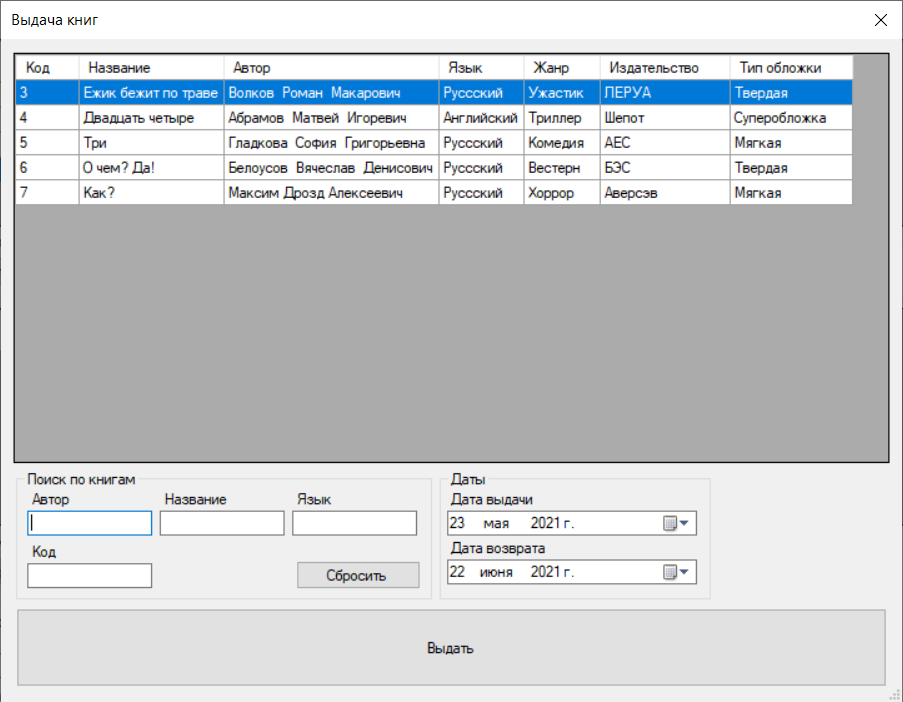 Выдача книг
Код Название Автор Язык Жанр Издательство Тип обложки
3 Ежик бежит по траве Волков Роман Макарович Руссский Ужастик ЛЕРУА Твердая
4 Двадцать четыре Абрамов Матвей Игоревич Английский Триллер Шепот Суперобложка
5 Три Гладкова София Григорьевна Руссский Комедия АЕС Мягкая
6 О чем? Да! Белоусов Вячеслав Денисович Руссский Вестерн БЭС Твердая
7 Как? Максим Дрозд Алексеевич Руссский Хоррор Аверсэв Мягкая
Поиск по книгам
Автор Название Язык
Код
Сбросить
Даты
Дата выдачи
23 мая 2021 г.
Дата возврата
22 июня 2021 г.
Выдать